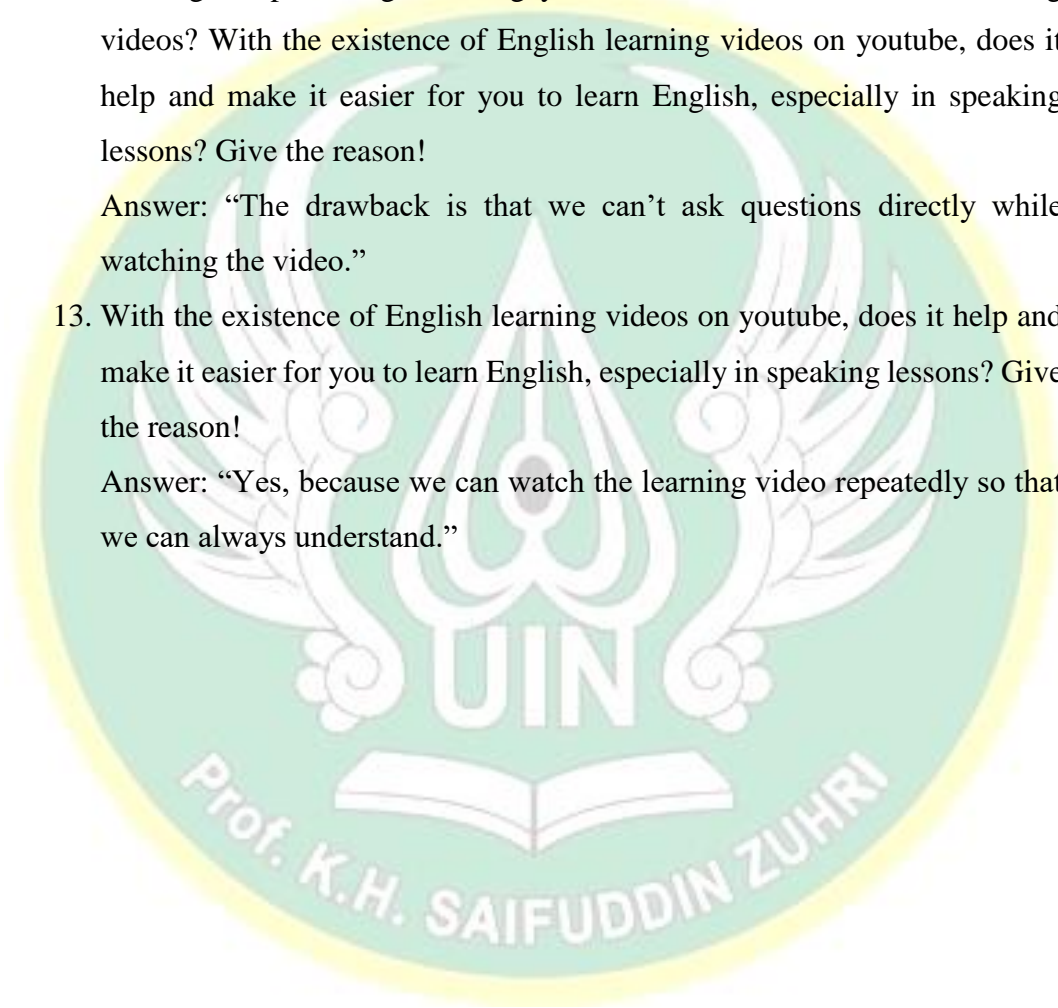 videos? With the existence of English learning videos on youtube, does it
help and make it easier for you to learn English, especially in speaking
lessons? Give the reason!
Answer: “The drawback is that we can’t ask questions directly while
watching the video.”
13. With the existence of English learning videos on youtube, does it help and
make it easier for you to learn English, especially in speaking lessons? Give
the reason!
Answer: “Yes, because we can watch the learning video repeatedly so that
we can always understand.”
UIN
Prof. K.H. SAIFUDDIN ZUHRI